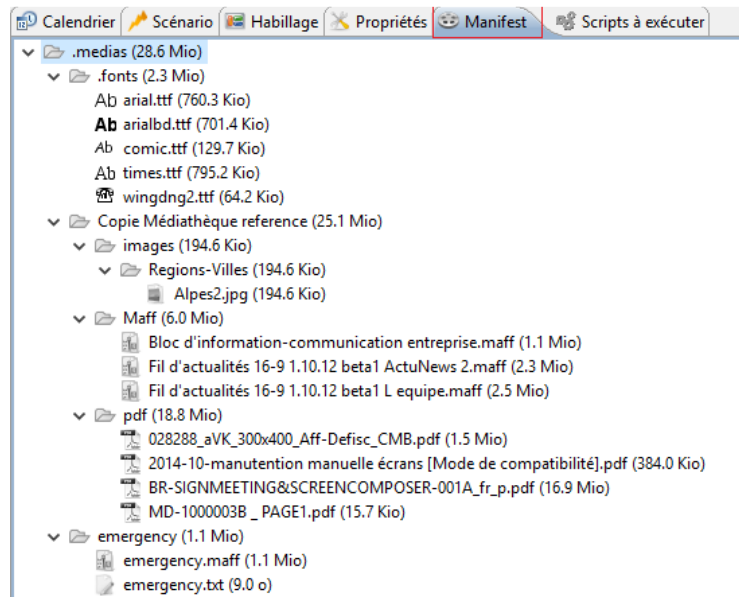 Calendrier Scénario Habillage Propriétés Manifest Scripts à exécuter
.medias (28.6 Mio)
.fonts (2.3 Mio)
Ab arial.ttf (760.3 Kio)
Ab arialbd.ttf (701.4 Kio)
Ab comic.ttf (129.7 Kio)
Ab times.ttf (795.2 Kio)
wingdng2.ttf (64.2 Kio)
Copie Médiathèque reference (25.1 Mio)
images (194.6 Kio)
Regions-Villes (194.6 Kio)
Alpes2.jpg (194.6 Kio)
Maff (6.0 Mio)
Bloc d'information-communication entreprise.maff (1.1 Mio)
Fil d'actualités 16-9 1.10.12 beta1 ActuNews 2.maff (2.3 Mio)
Fil d'actualités 16-9 1.10.12 beta1 L equipe.maff (2.5 Mio)
pdf (18.8 Mio)
028288_aVK_300x400_Aff-Defisc_CMB.pdf (1.5 Mio)
2014-10-manutention manuelle écrans [Mode de compatibilité].pdf (384.0 Kio)
BR-SIGNMEETING&SCREENCOMPOSER-001A_fr_p.pdf (16.9 Mio)
MD-1000003B _ PAGE1.pdf (15.7 Kio)
emergency (1.1 Mio)
emergency.maff (1.1 Mio)
emergency.txt (9.0 o)